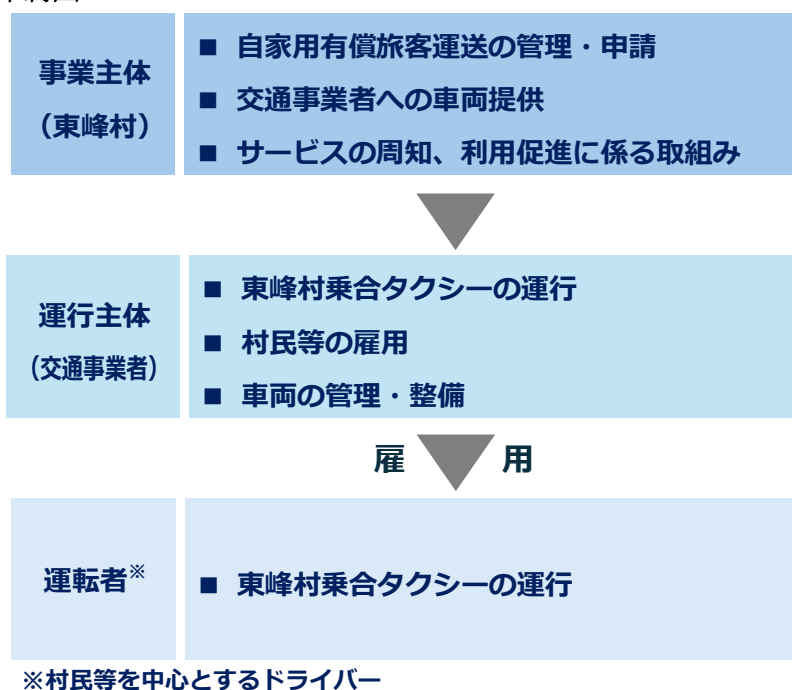 事業主体
（東峰村）
■ 自家用有償旅客運送の管理・申請
■ 交通事業者への車両提供
■ サービスの周知、利用促進に係る取組み
運行主体
（交通事業者）
■ 東峰村乗合タクシーの運行
■ 村民等の雇用
■ 車両の管理・整備
雇用
運転者※
■ 東峰村乗合タクシーの運行
※村民等を中心とするドライバー